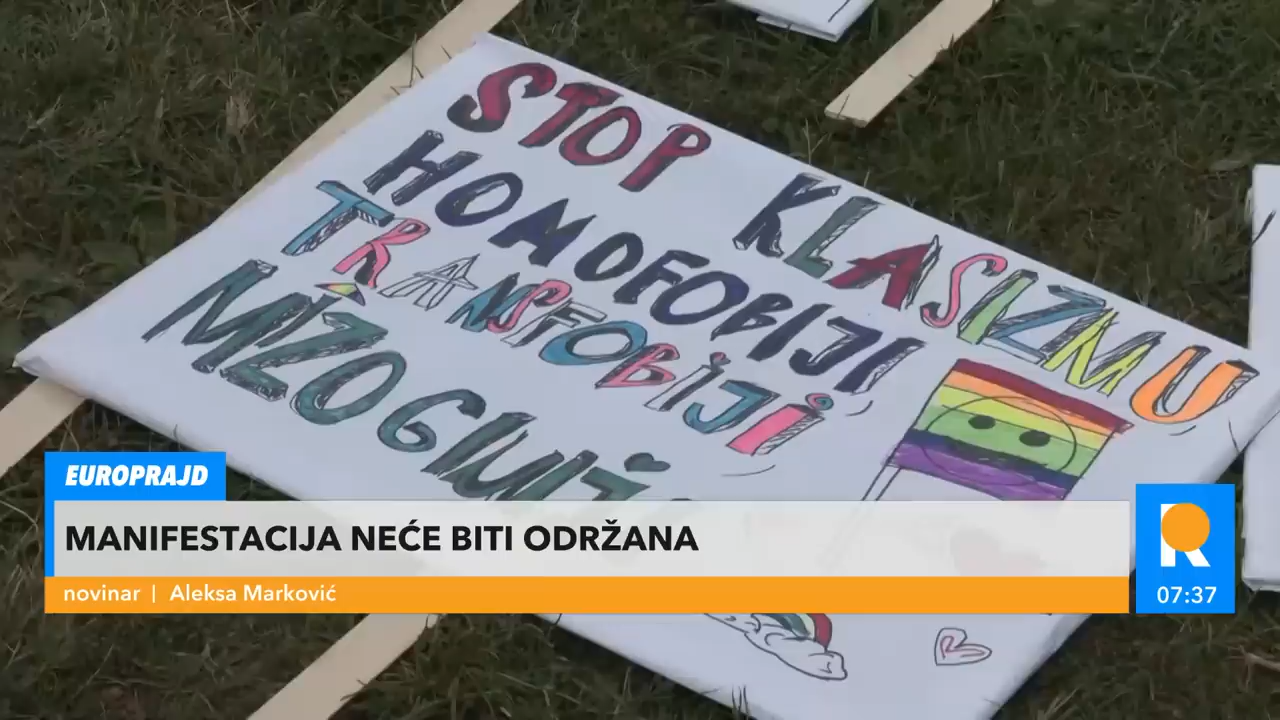 STOP KLASIZMU
HOMOFOBIJI
TRANSFOBIJI
MIZOGINIJI
EUROPRAJD
MANIFESTACIJA NEĆE BITI ODRŽANA
novinar | Aleksa Marković
R
07:37